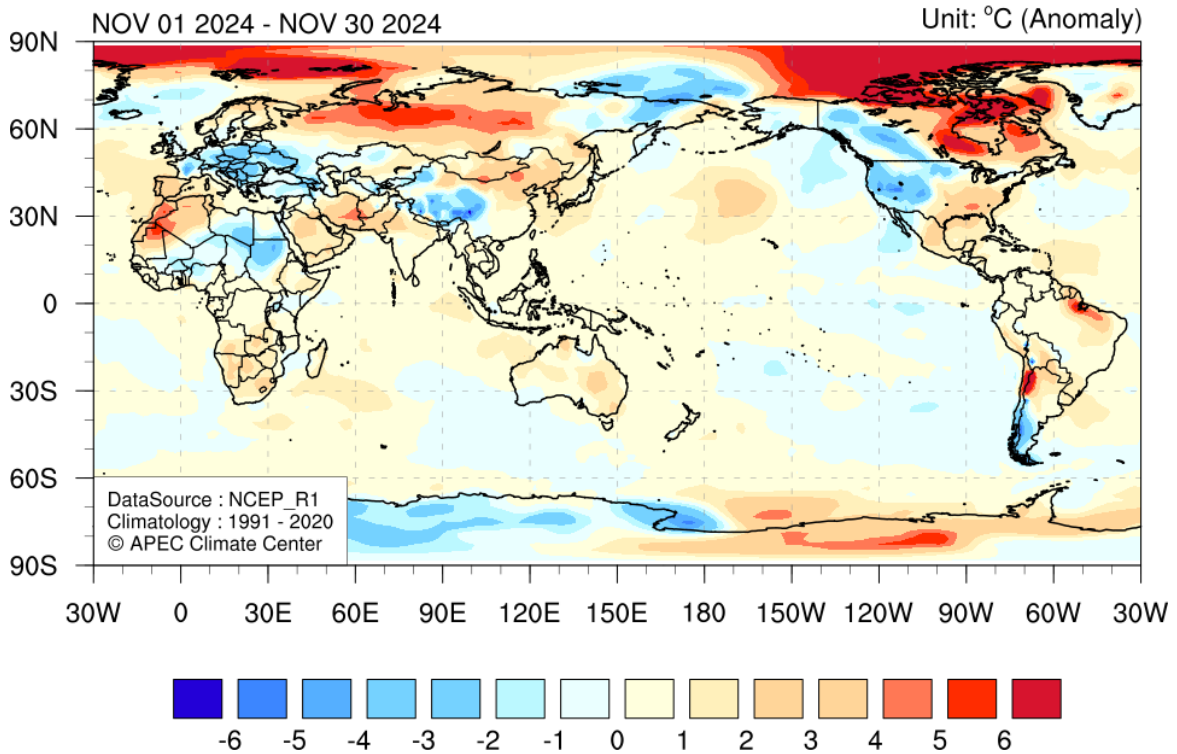 NOV 01 2024 - NOV 30 2024
Unit: °C (Anomaly)
90N
60N
30N
0
30S
60S
90S
DataSource : NCEP_R1
Climatology : 1991 - 2020
© APEC Climate Center
30W 0 30E 60E 90E 120E 150E 180 150W 120W 90W 60W 30W
-6 -5 -4 -3 -2 -1 0 1 2 3 4 5 6